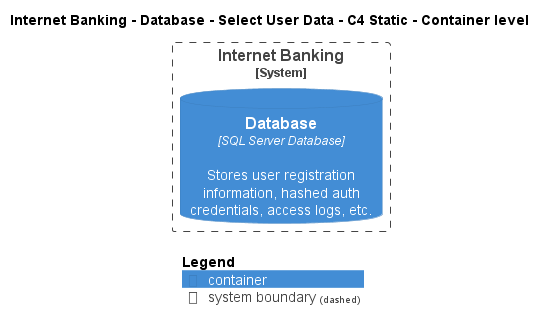 Internet Banking - Database - Select User Data - C4 Static - Container level
Internet Banking
[System]
Database
[SQL Server Database]
Stores user registration
information, hashed auth
credentials, access logs, etc.
Legend
container
system boundary (dashed)